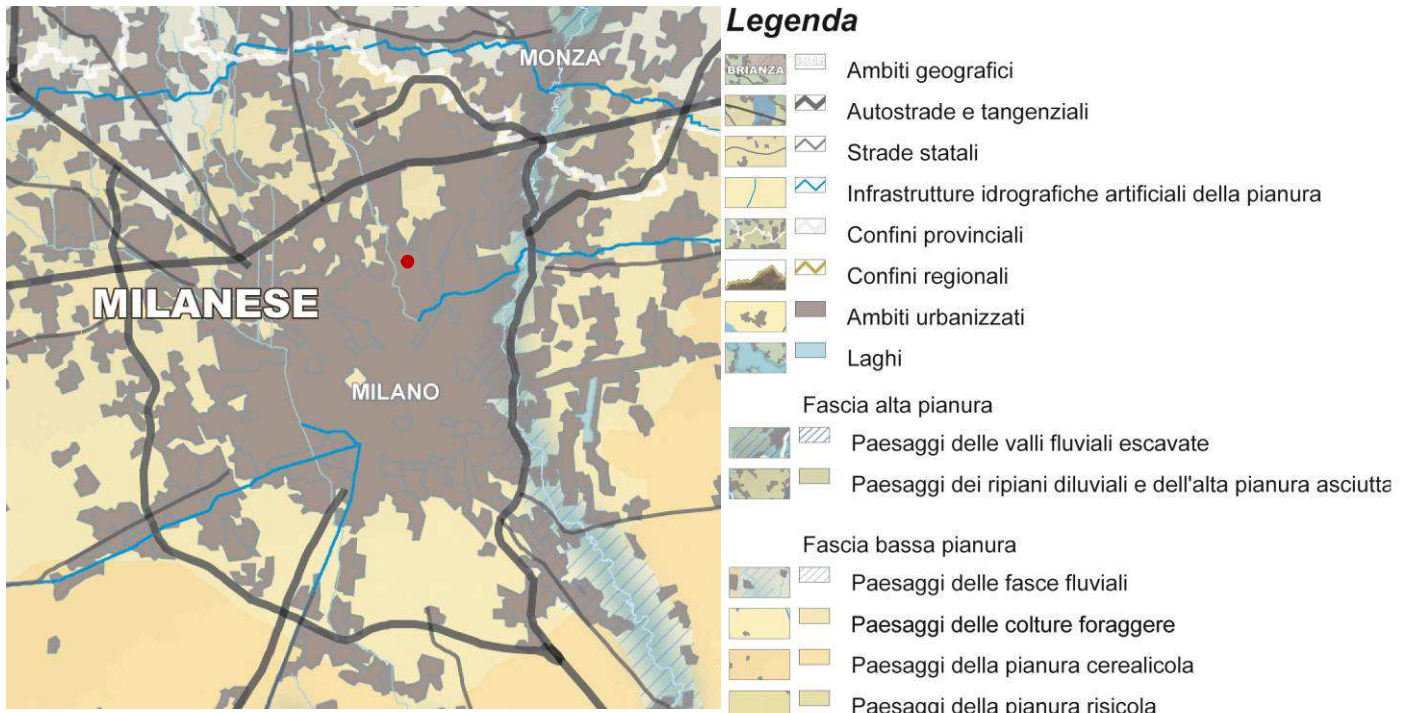 MONZA
MILANESE
MILANO
Legenda
BRIANZA
Ambiti geografici
Autostrade e tangenziali
Strade statali
Infrastrutture idrografiche artificiali della pianura
Confini provinciali
Confini regionali
Ambiti urbanizzati
Laghi
Fascia alta pianura
Paesaggi delle valli fluviali escavate
Paesaggi dei ripiani diluviali e dell'alta pianura asciutta
Fascia bassa pianura
Paesaggi delle fasce fluviali
Paesaggi delle colture foraggere
Paesaggi della pianura cerealicola
Paesaggi della pianura risicola